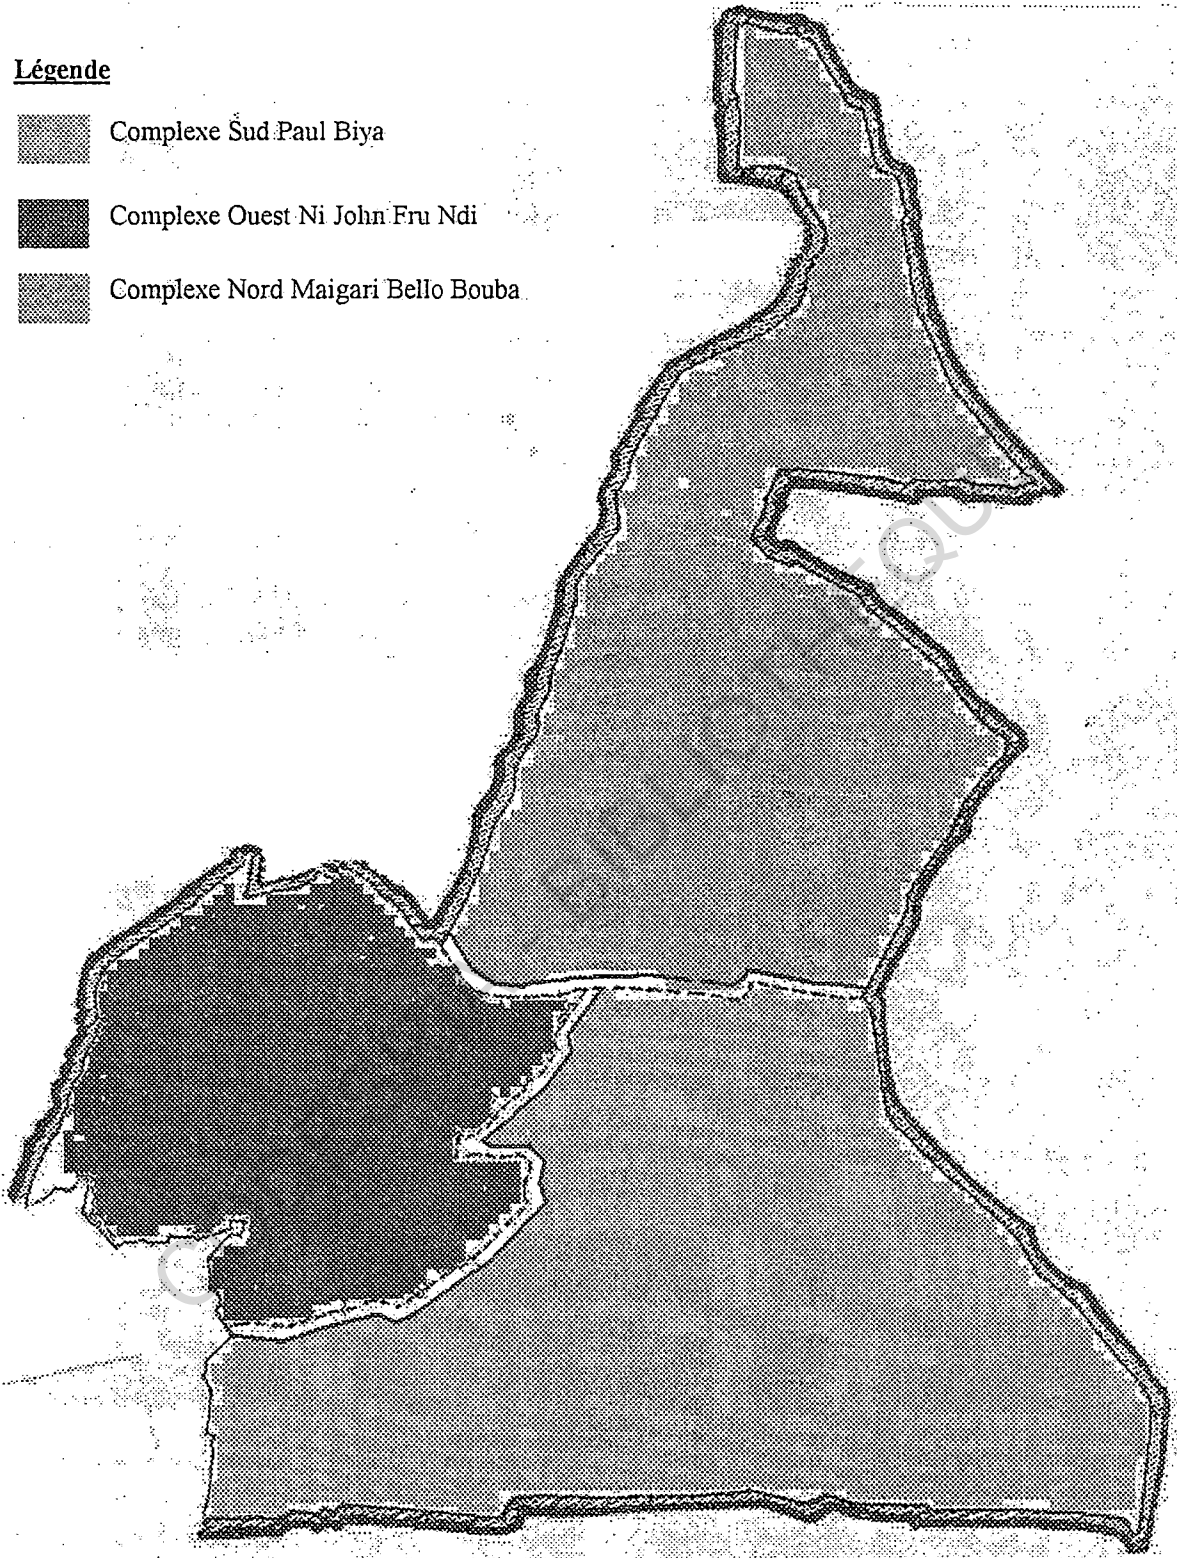 Légende
Complexe Sud Paul Biya
Complexe Ouest Ni John Fru Ndi
Complexe Nord Maigari Bello Bouba